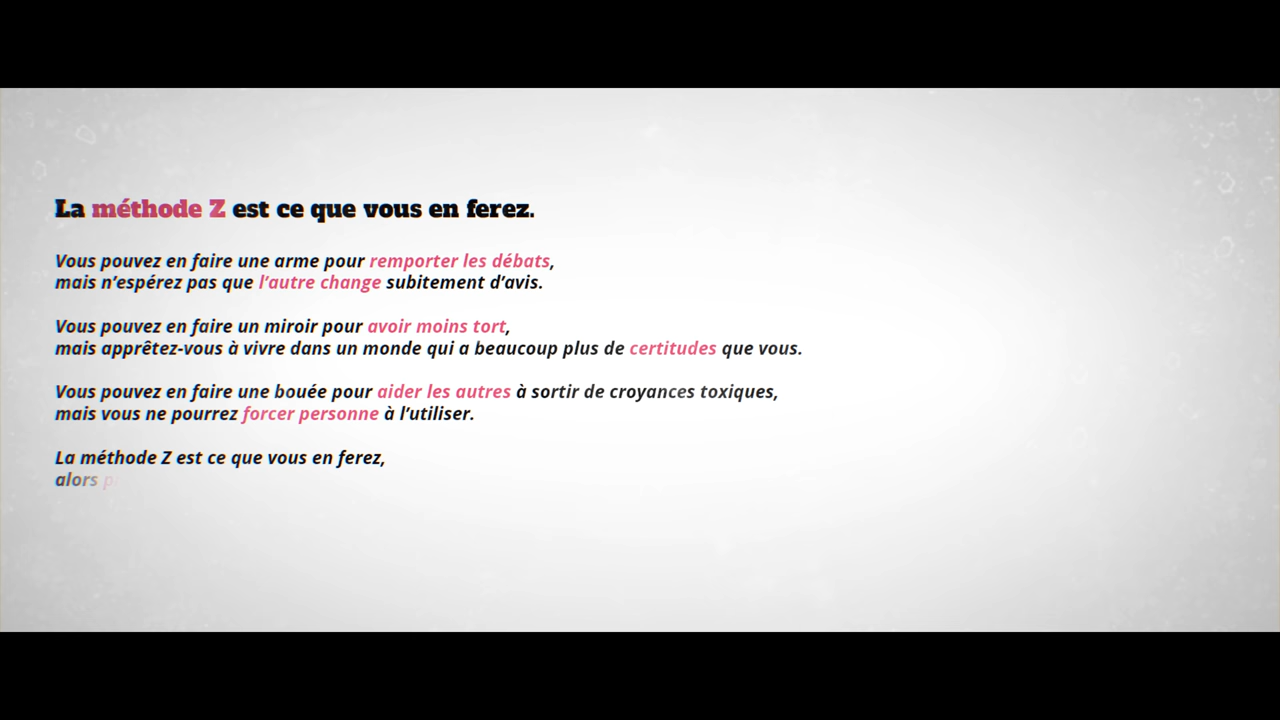 La méthode Z est ce que vous en ferez.
Vous pouvez en faire une arme pour remporter les débats,
mais n’espérez pas que l’autre change subitement d’avis.
Vous pouvez en faire un miroir pour avoir moins tort,
mais apprêtez-vous à vivre dans un monde qui a beaucoup plus de certitudes que vous.
Vous pouvez en faire une bouée pour aider les autres à sortir de croyances toxiques,
mais vous ne pourrez forcer personne à l’utiliser.
La méthode Z est ce que vous en ferez,
alors